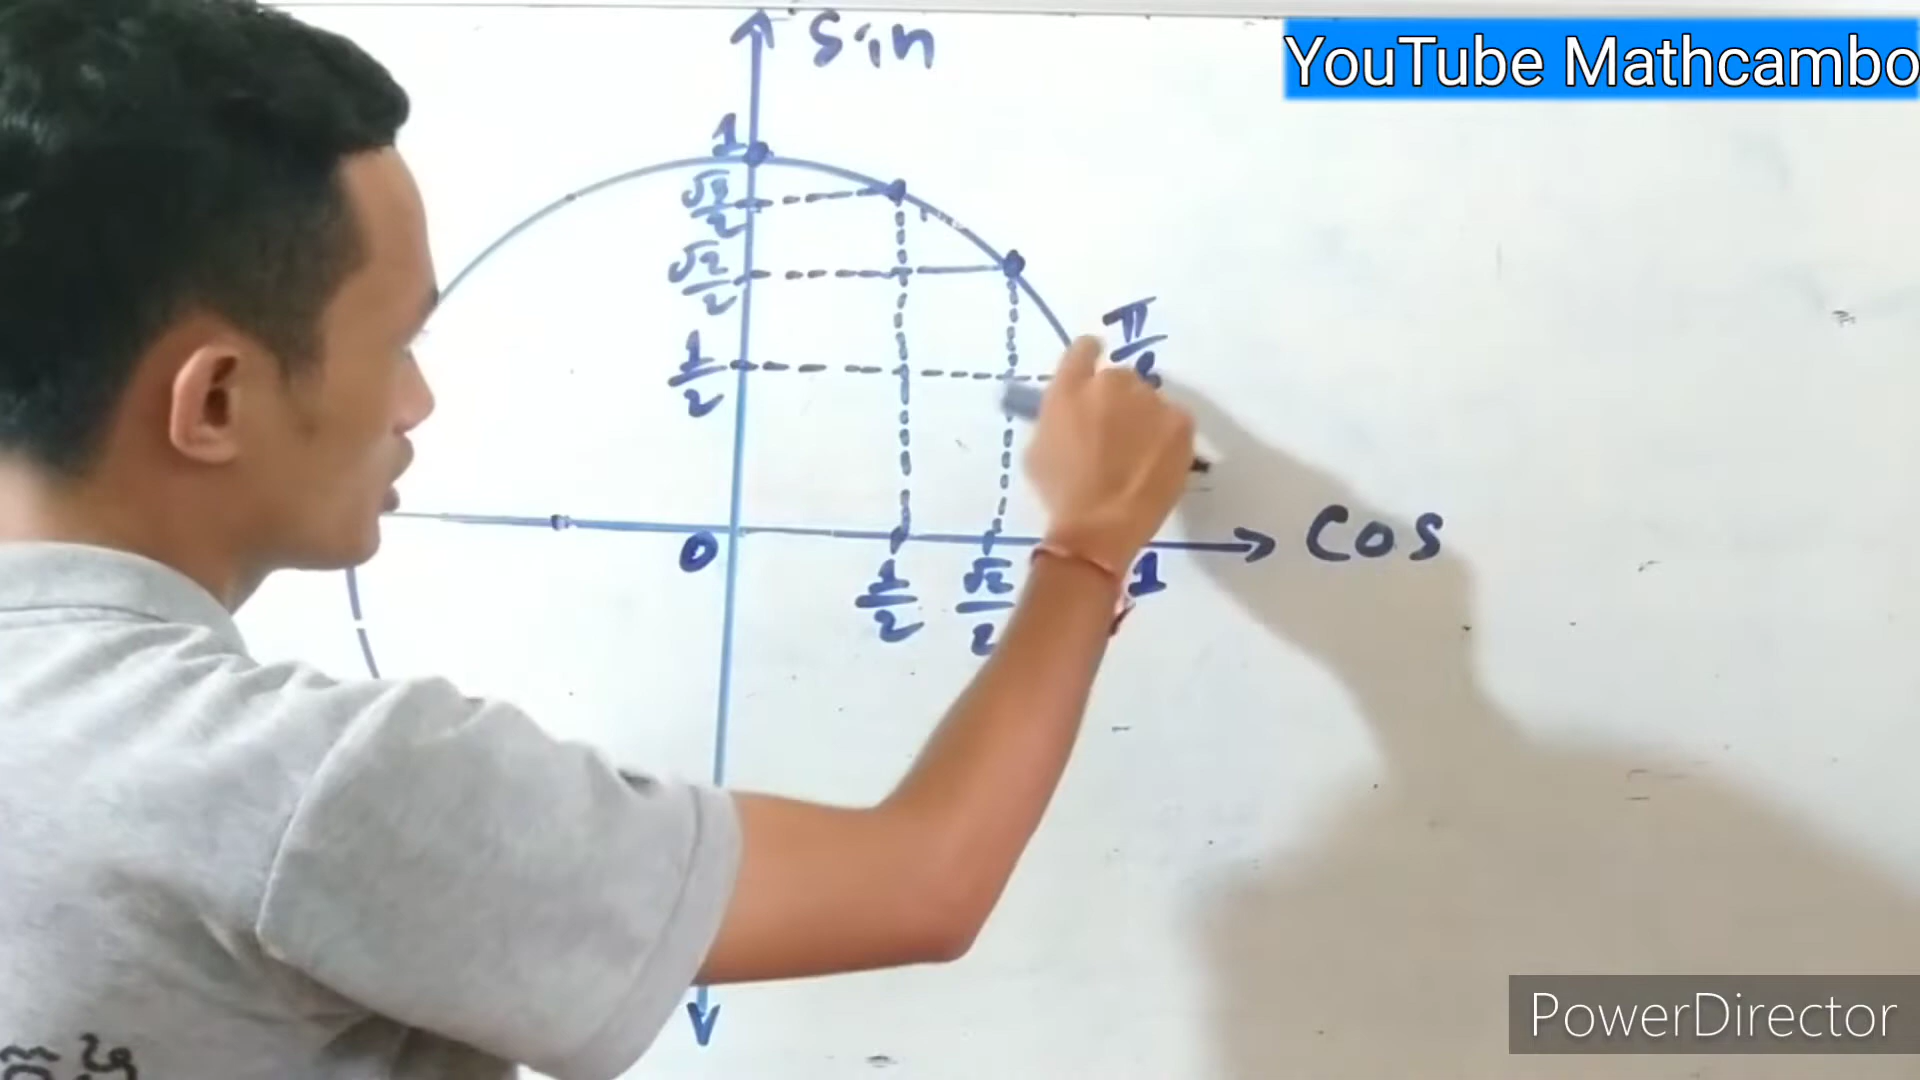 YouTube Mathcambo
sin
1
√3/2
√2/2
1/2
π/6
0
cos
1/2
√2/2
1
PowerDirector